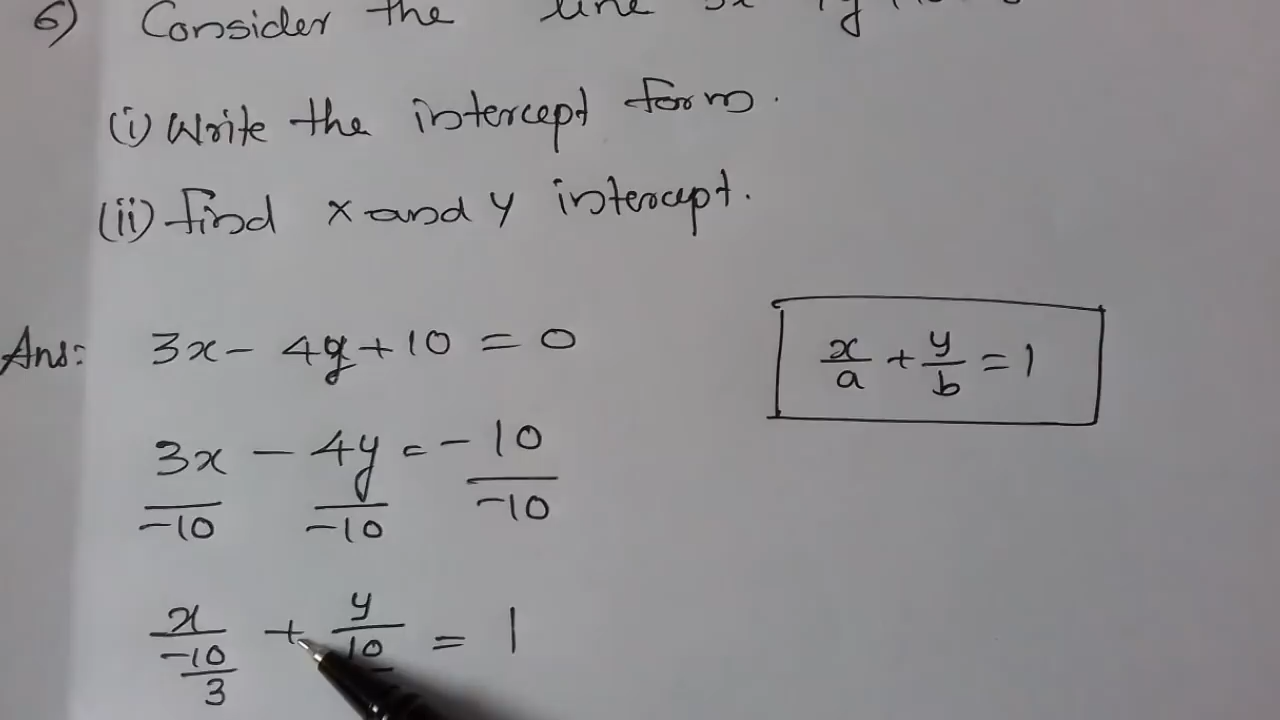 6) Consider the line
(i) Write the intercept form.
(ii) Find x and y intercept.
Ans: 3x - 4y + 10 = 0
x/a + y/b = 1
3x/-10 - 4y/-10 = -10/-10
x/(-10/3) + y/10 = 1